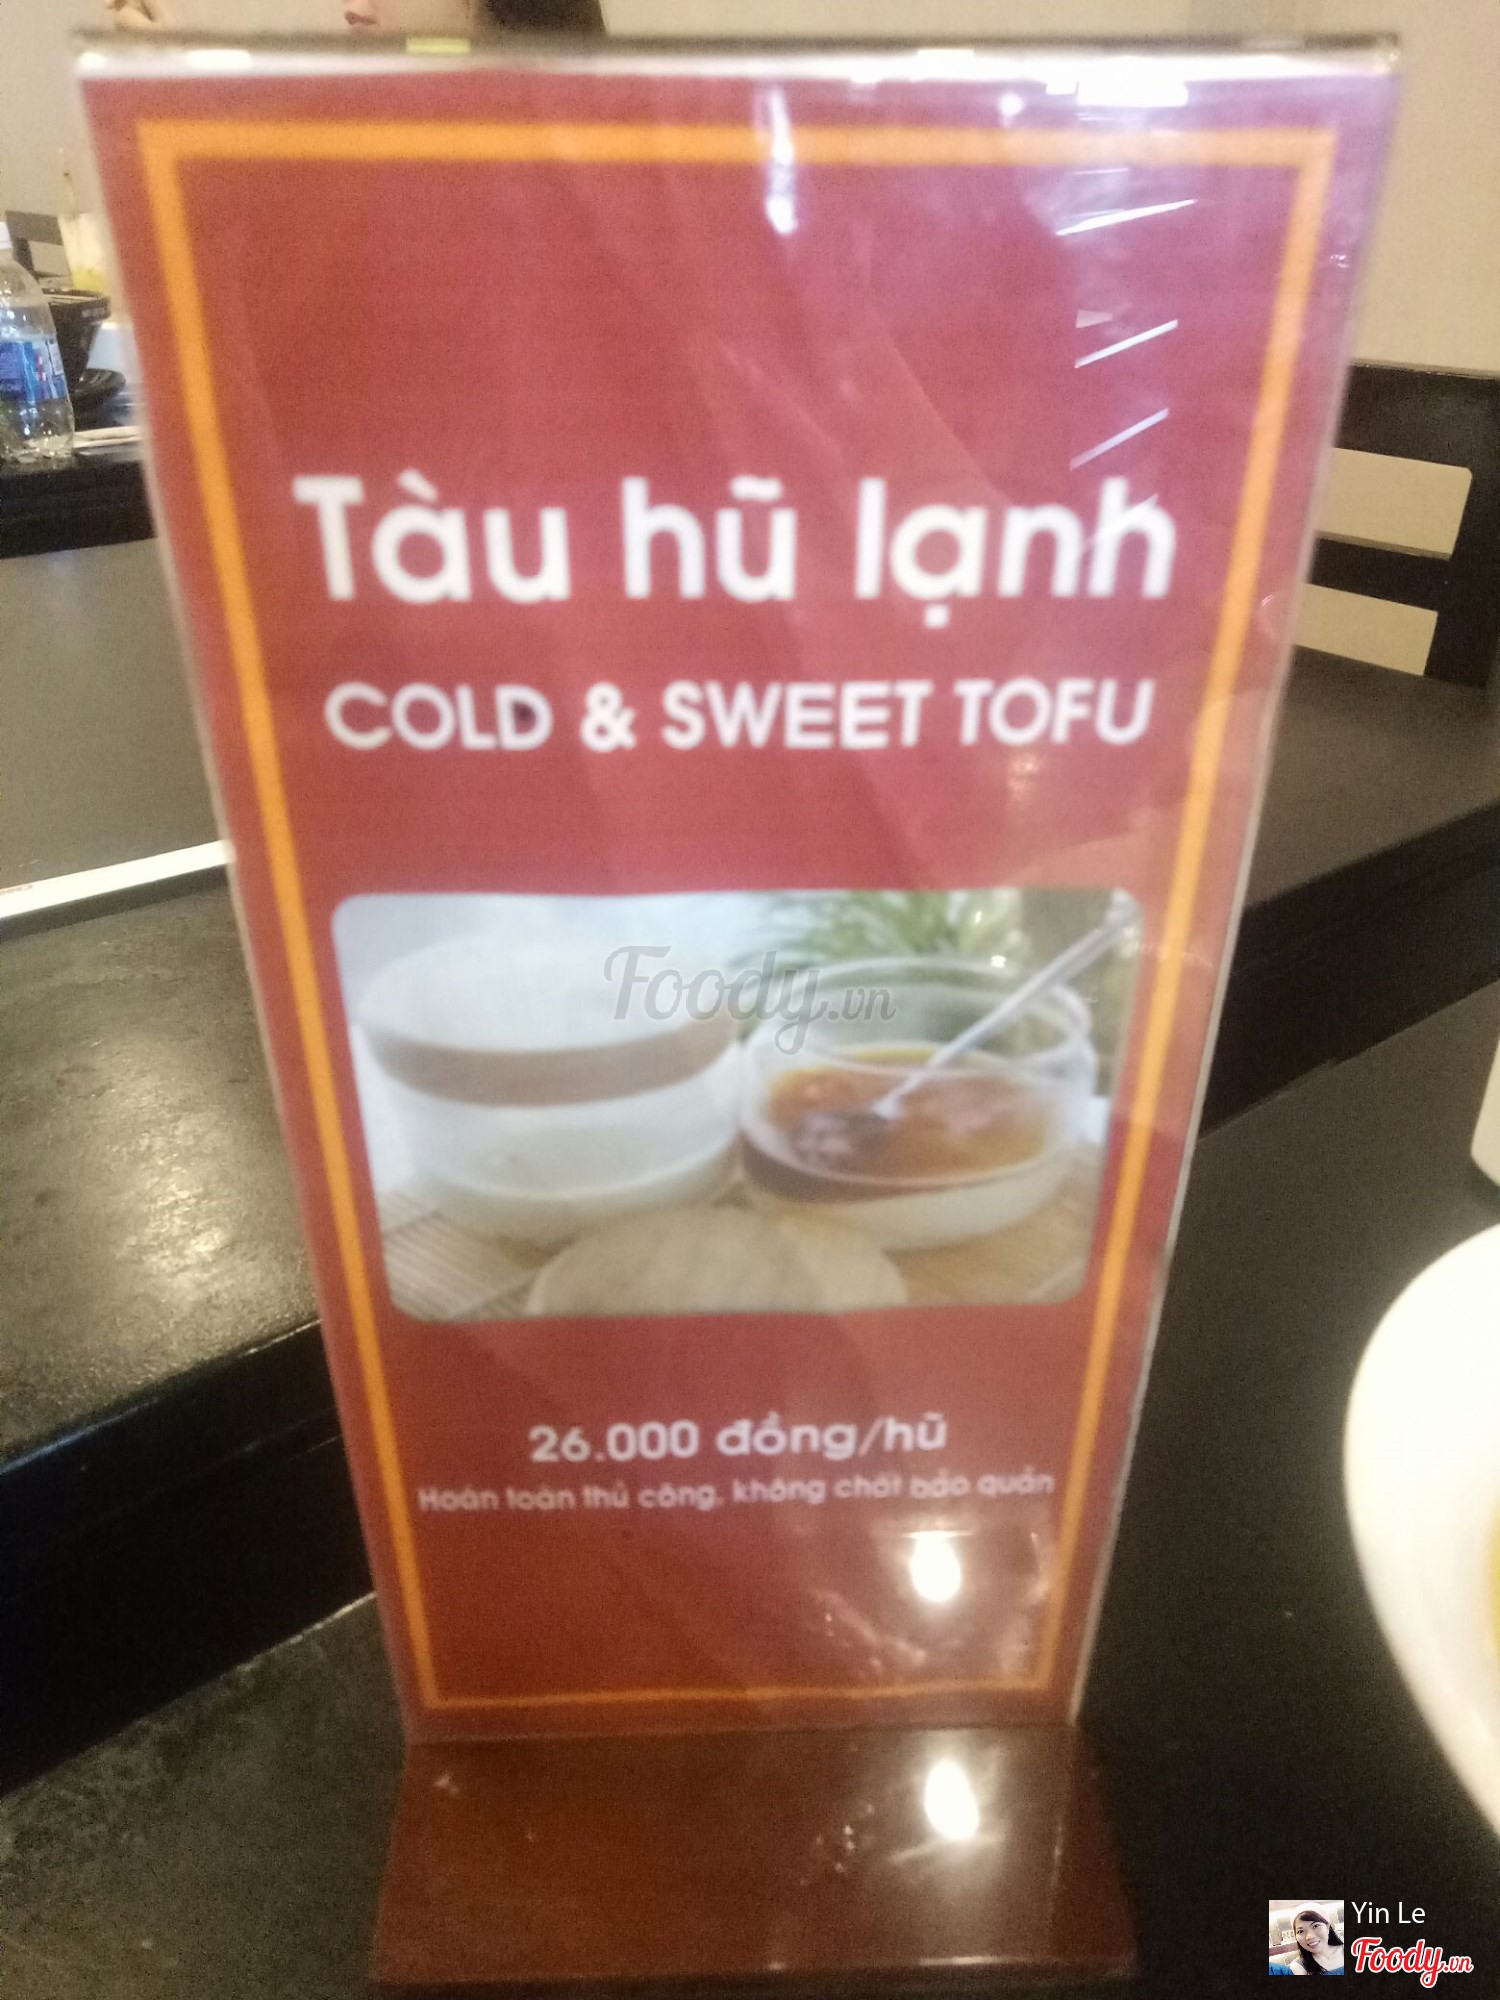 Tàu hũ lạnh
COLD & SWEET TOFU
Foody.vn
26.000 đồng/hũ
Hoàn toàn thủ công, không chất bảo quản
Yin Le
Foody.vn